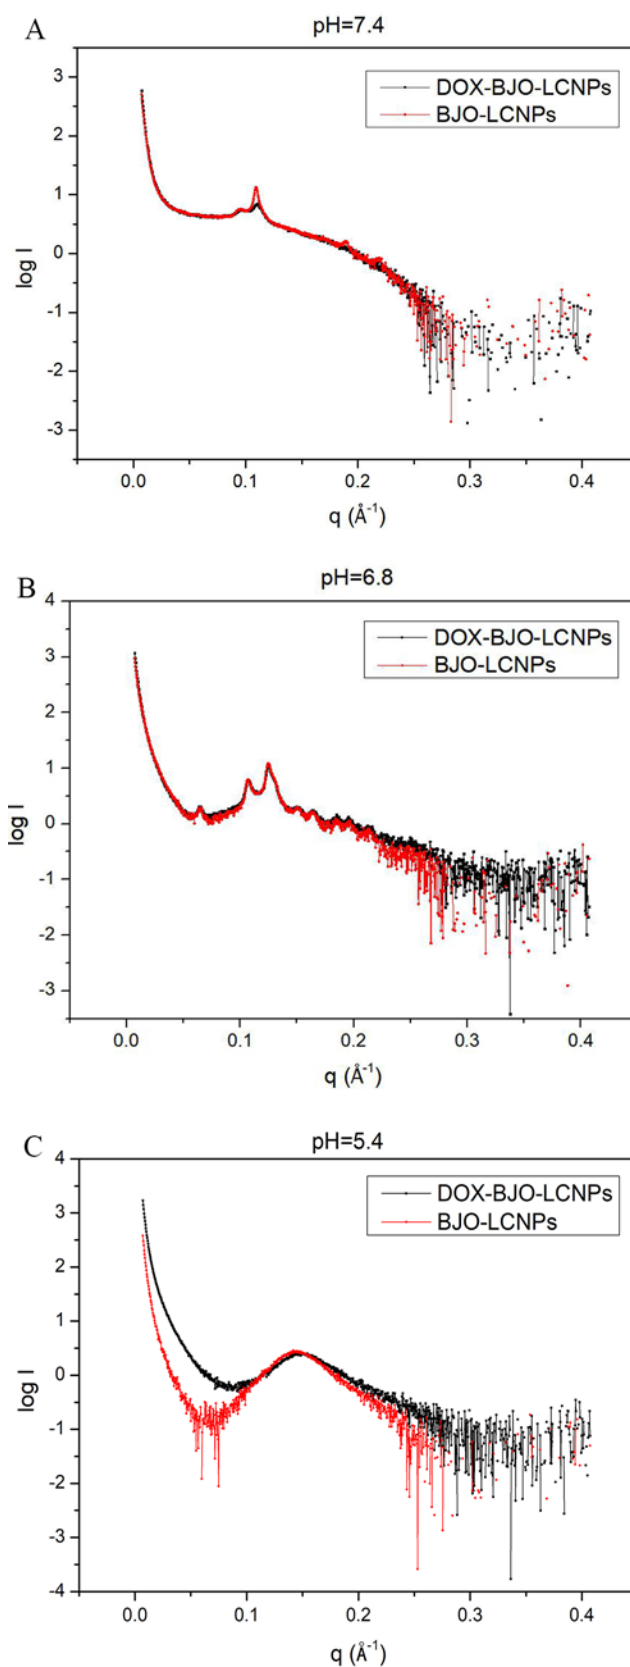 A
pH=7.4
DOX-BJO-LCNPs
BJO-LCNPs
3
2
1
0
-1
-2
-3
log I
0.0 0.1 0.2 0.3 0.4
q (Å⁻¹)
B
pH=6.8
DOX-BJO-LCNPs
BJO-LCNPs
4
3
2
1
0
-1
-2
-3
log I
0.0 0.1 0.2 0.3 0.4
q (Å⁻¹)
C
pH=5.4
DOX-BJO-LCNPs
BJO-LCNPs
4
3
2
1
0
-1
-2
-3
-4
log I
0.0 0.1 0.2 0.3 0.4
q (Å⁻¹)